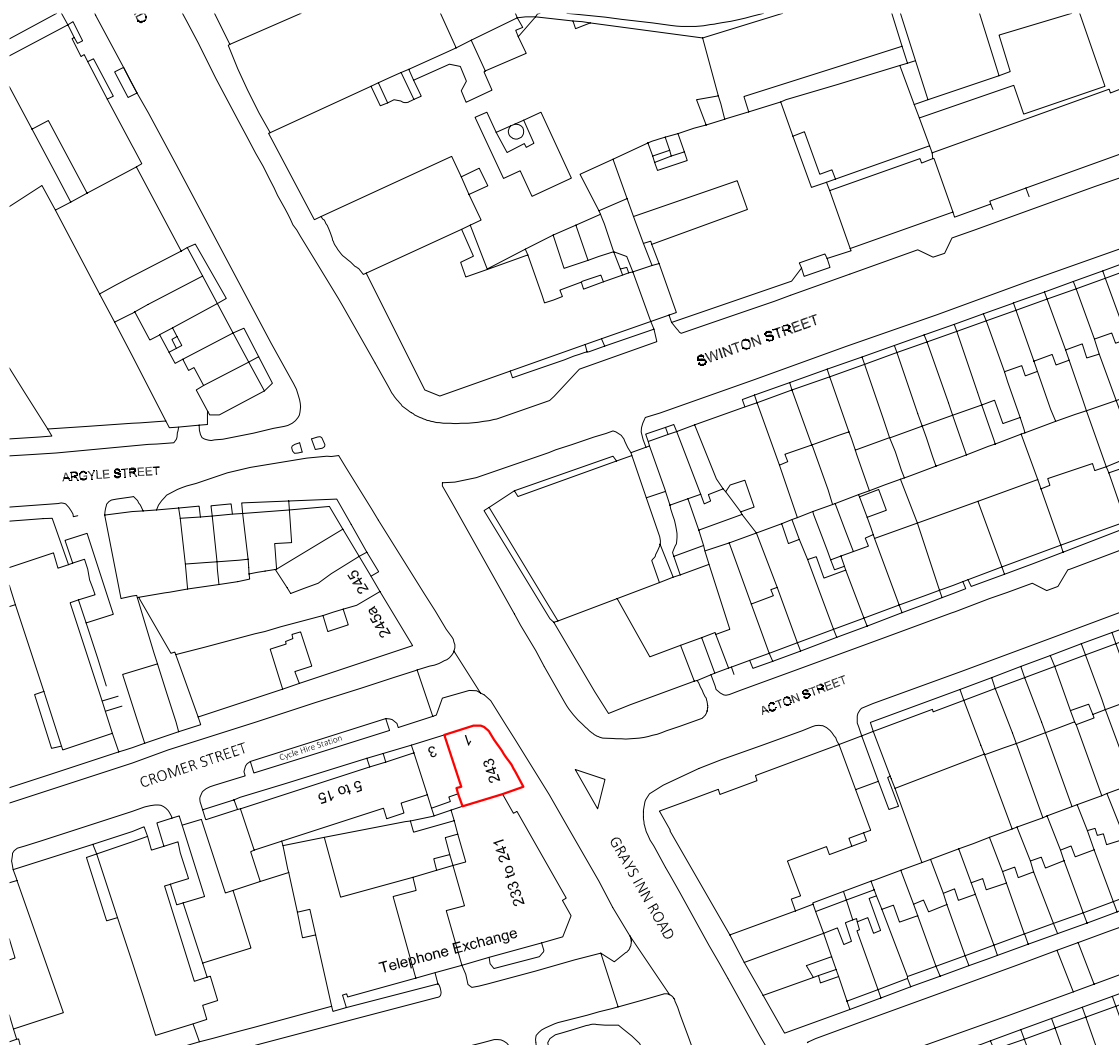 SWINTON STREET
ARGYLE STREET
245
245a
ACTON STREET
CROMER STREET
Cycle Hire Station
3
1
243
5 to 15
GRAYS INN ROAD
233 to 241
Telephone Exchange